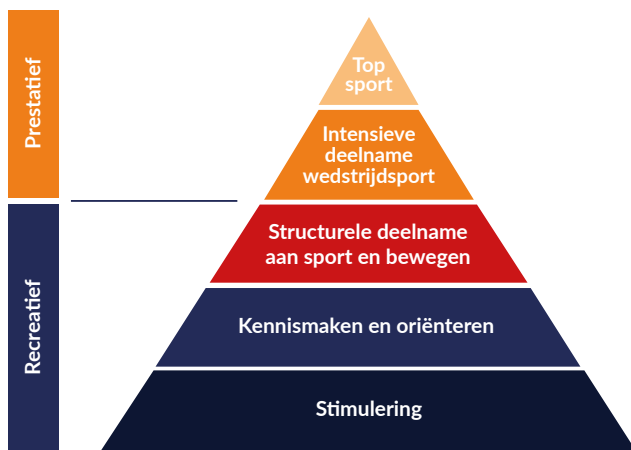 Prestatief
Top
sport
Intensieve
deelname
wedstrijdsport
Recreatief
Structurele deelname
aan sport en bewegen
Kennismaken en oriënteren
Stimulering